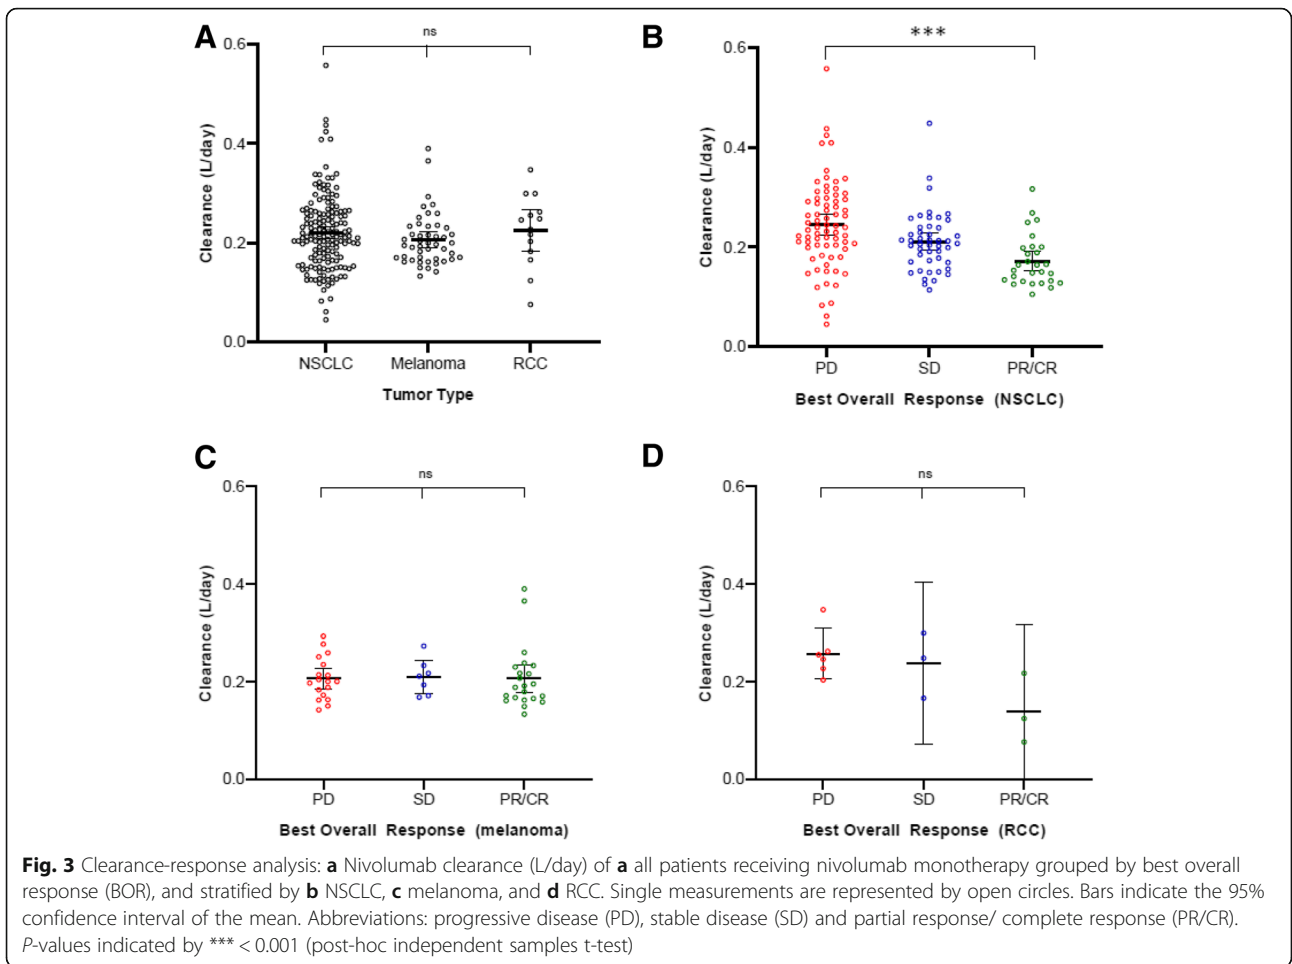 A
ns
0.6
0.4
0.2
0.0
Clearance (L/day)
NSCLC Melanoma RCC
Tumor Type
B
***
0.6
0.4
0.2
0.0
Clearance (L/day)
PD SD PR/CR
Best Overall Response (NSCLC)
C
ns
0.6
0.4
0.2
0.0
Clearance (L/day)
PD SD PR/CR
Best Overall Response (melanoma)
D
ns
0.6
0.4
0.2
0.0
Clearance (L/day)
PD SD PR/CR
Best Overall Response (RCC)
Fig. 3 Clearance-response analysis: a Nivolumab clearance (L/day) of a all patients receiving nivolumab monotherapy grouped by best overall
response (BOR), and stratified by b NSCLC, c melanoma, and d RCC. Single measurements are represented by open circles. Bars indicate the 95%
confidence interval of the mean. Abbreviations: progressive disease (PD), stable disease (SD) and partial response/ complete response (PR/CR).
P-values indicated by *** < 0.001 (post-hoc independent samples t-test)